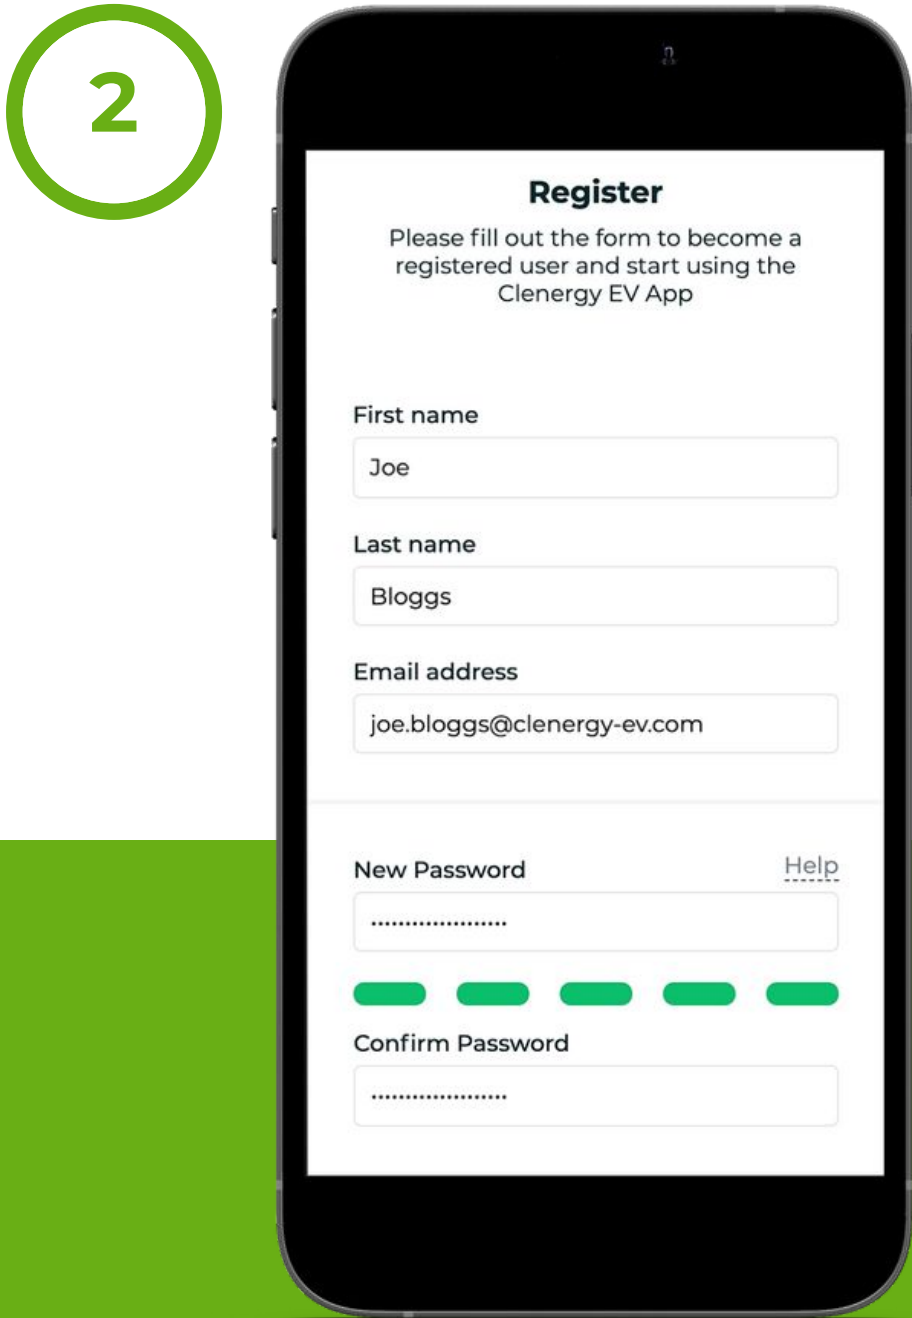 2
Register
Please fill out the form to become a
registered user and start using the
Clenergy EV App
First name
Joe
Last name
Bloggs
Email address
joe.bloggs@clenergy-ev.com
New Password Help
....................
Confirm Password
....................